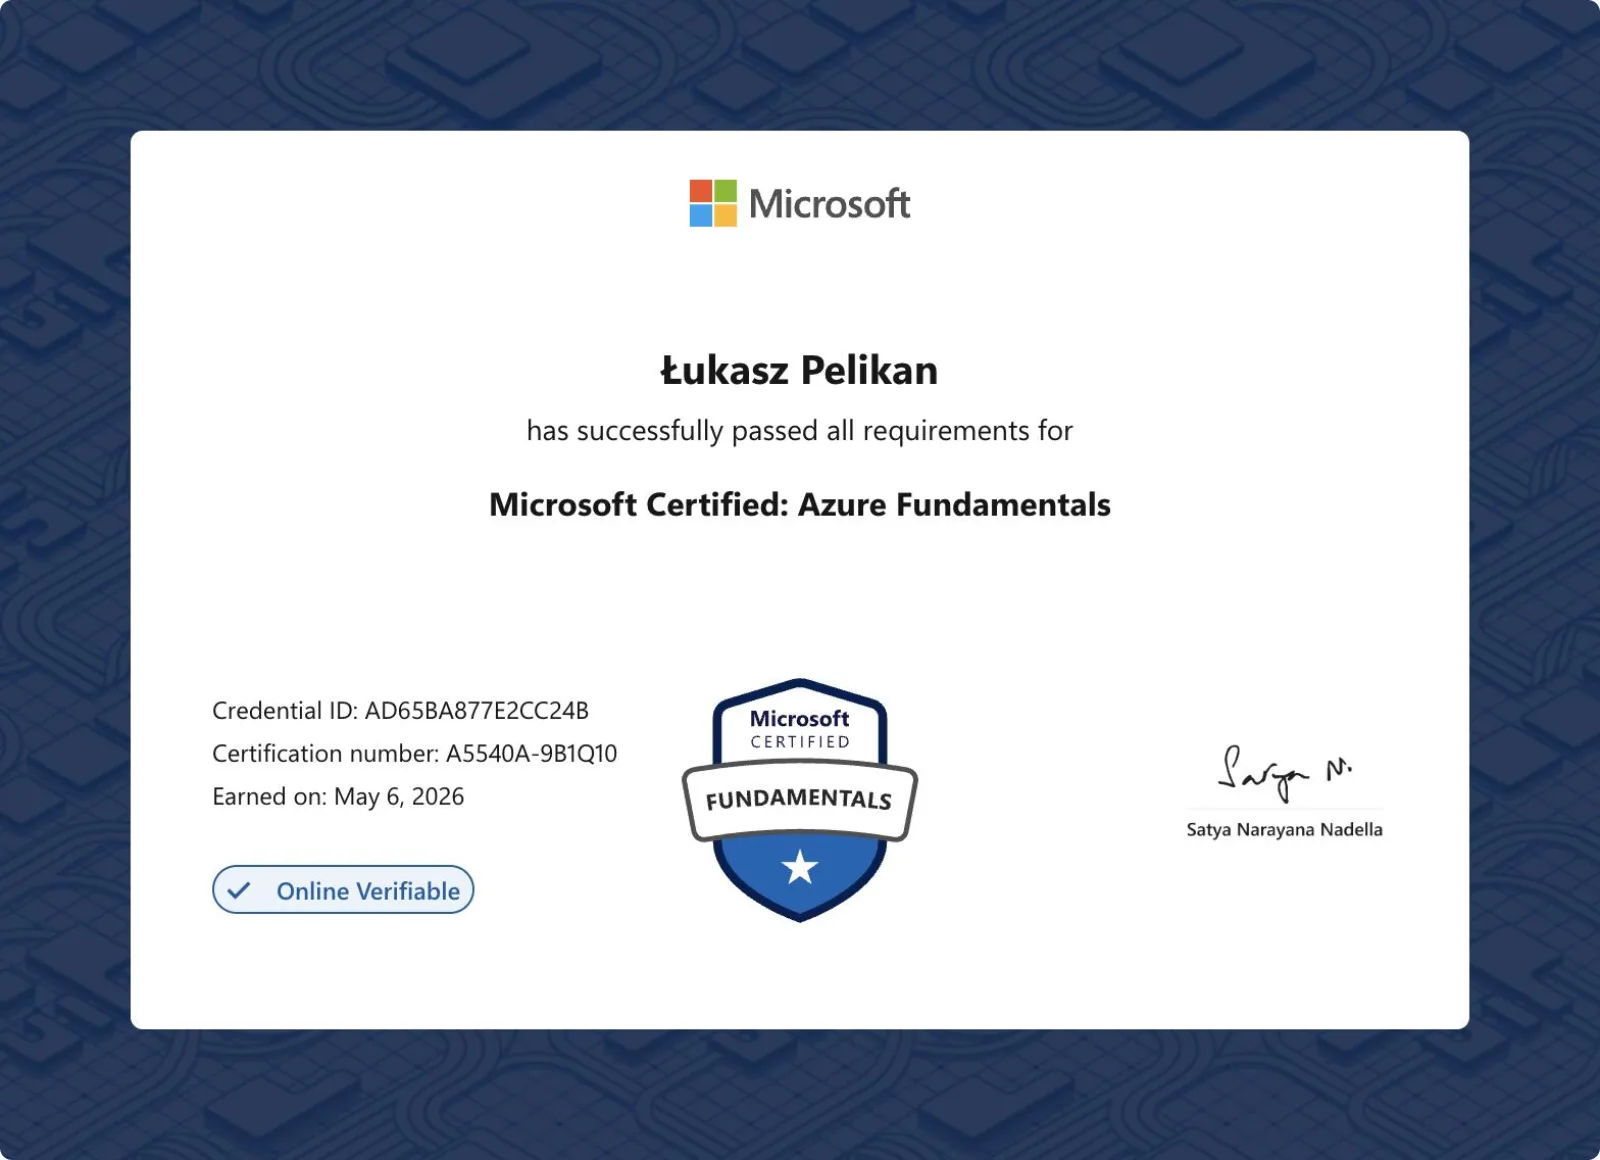 Microsoft
Łukasz Pelikan
has successfully passed all requirements for
Microsoft Certified: Azure Fundamentals
Credential ID: AD65BA877E2CC24B
Certification number: A5540A-9B1Q10
Earned on: May 6, 2026
Online Verifiable
Microsoft
CERTIFIED
FUNDAMENTALS
Satya N.
Satya Narayana Nadella